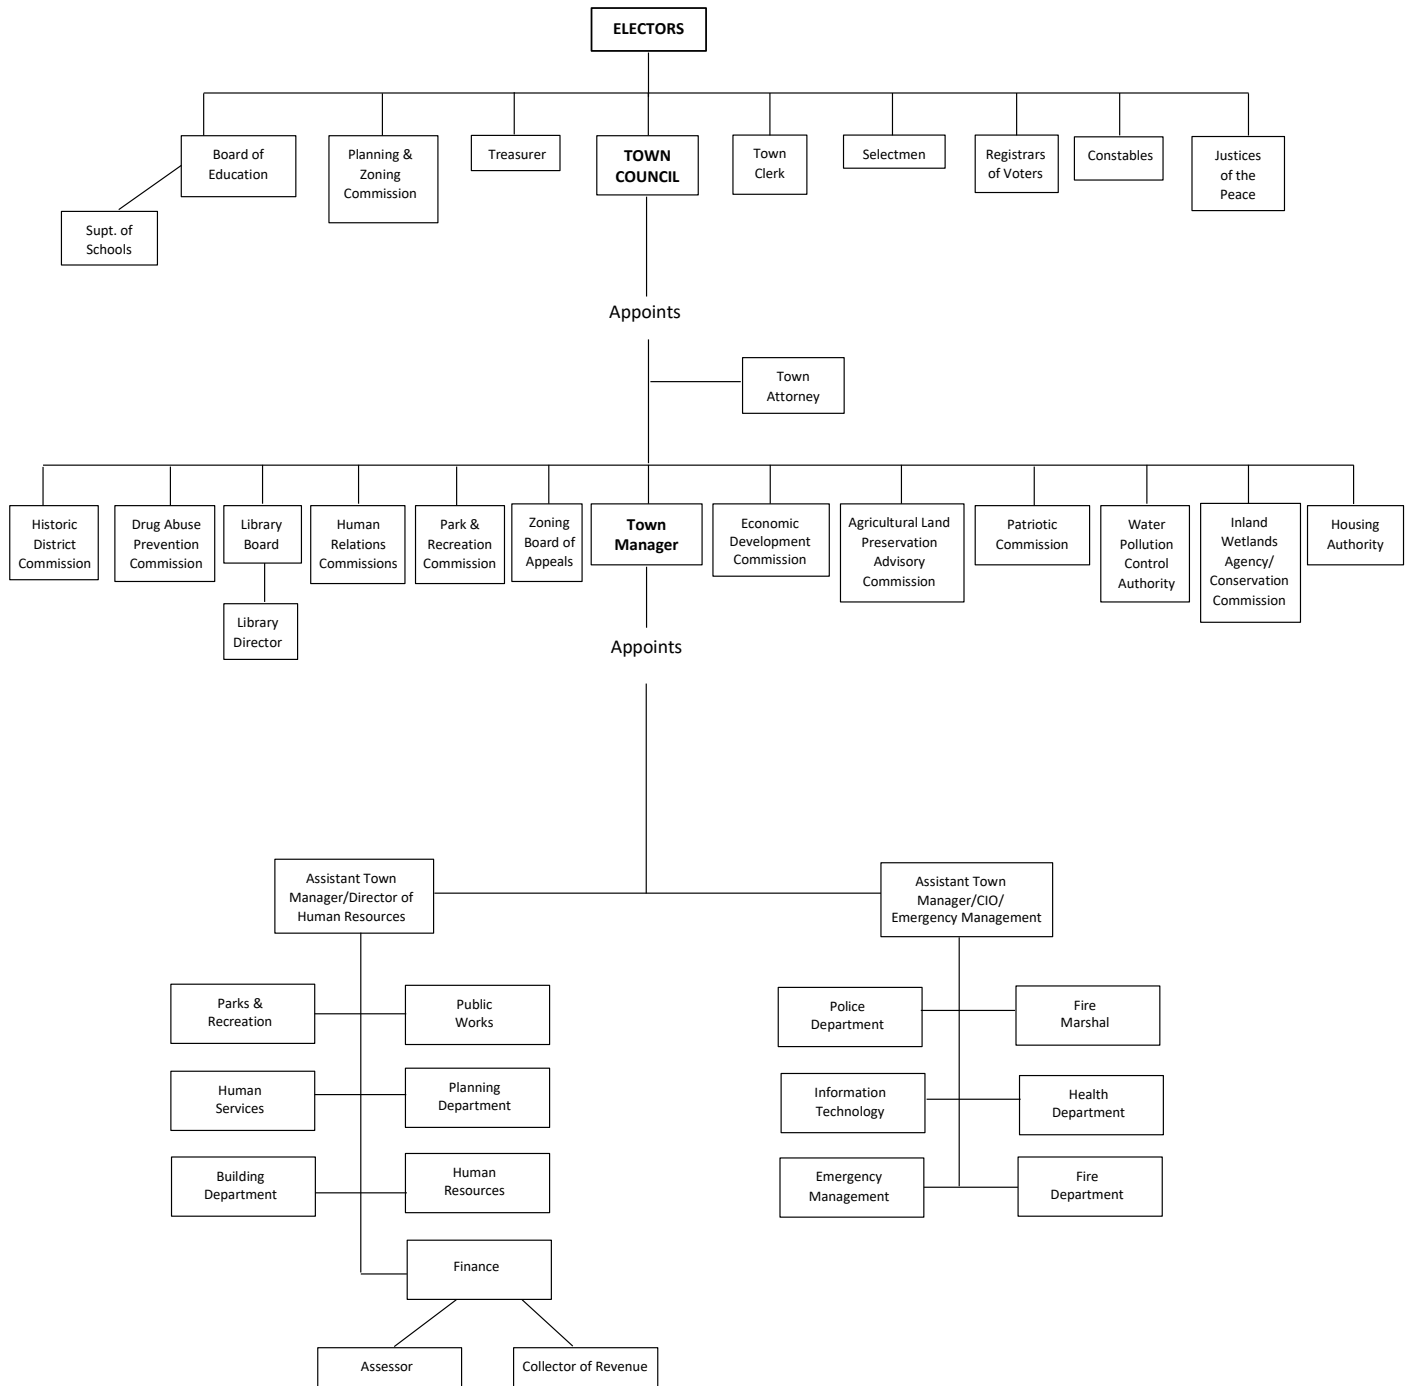 ELECTORS
Board of
Education
Planning &
Zoning
Commission
Treasurer
TOWN
COUNCIL
Town
Clerk
Selectmen
Registrars
of Voters
Constables
Justices
of the
Peace
Supt. of
Schools
Appoints
Town
Attorney
Historic
District
Commission
Drug Abuse
Prevention
Commission
Library
Board
Human
Relations
Commissions
Park &
Recreation
Commission
Zoning
Board of
Appeals
Town
Manager
Economic
Development
Commission
Agricultural Land
Preservation
Advisory
Commission
Patriotic
Commission
Water
Pollution
Control
Authority
Inland
Wetlands
Agency/
Conservation
Commission
Housing
Authority
Library
Director
Appoints
Assistant Town
Manager/Director of
Human Resources
Assistant Town
Manager/CIO/
Emergency Management
Parks &
Recreation
Public
Works
Police
Department
Fire
Marshal
Human
Services
Planning
Department
Information
Technology
Health
Department
Building
Department
Human
Resources
Emergency
Management
Fire
Department
Finance
Assessor
Collector of Revenue